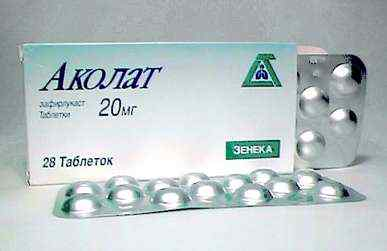 Аколат
зафирлукаст
Таблетки
20мг
ЗЕНЕКА
28 Таблеток